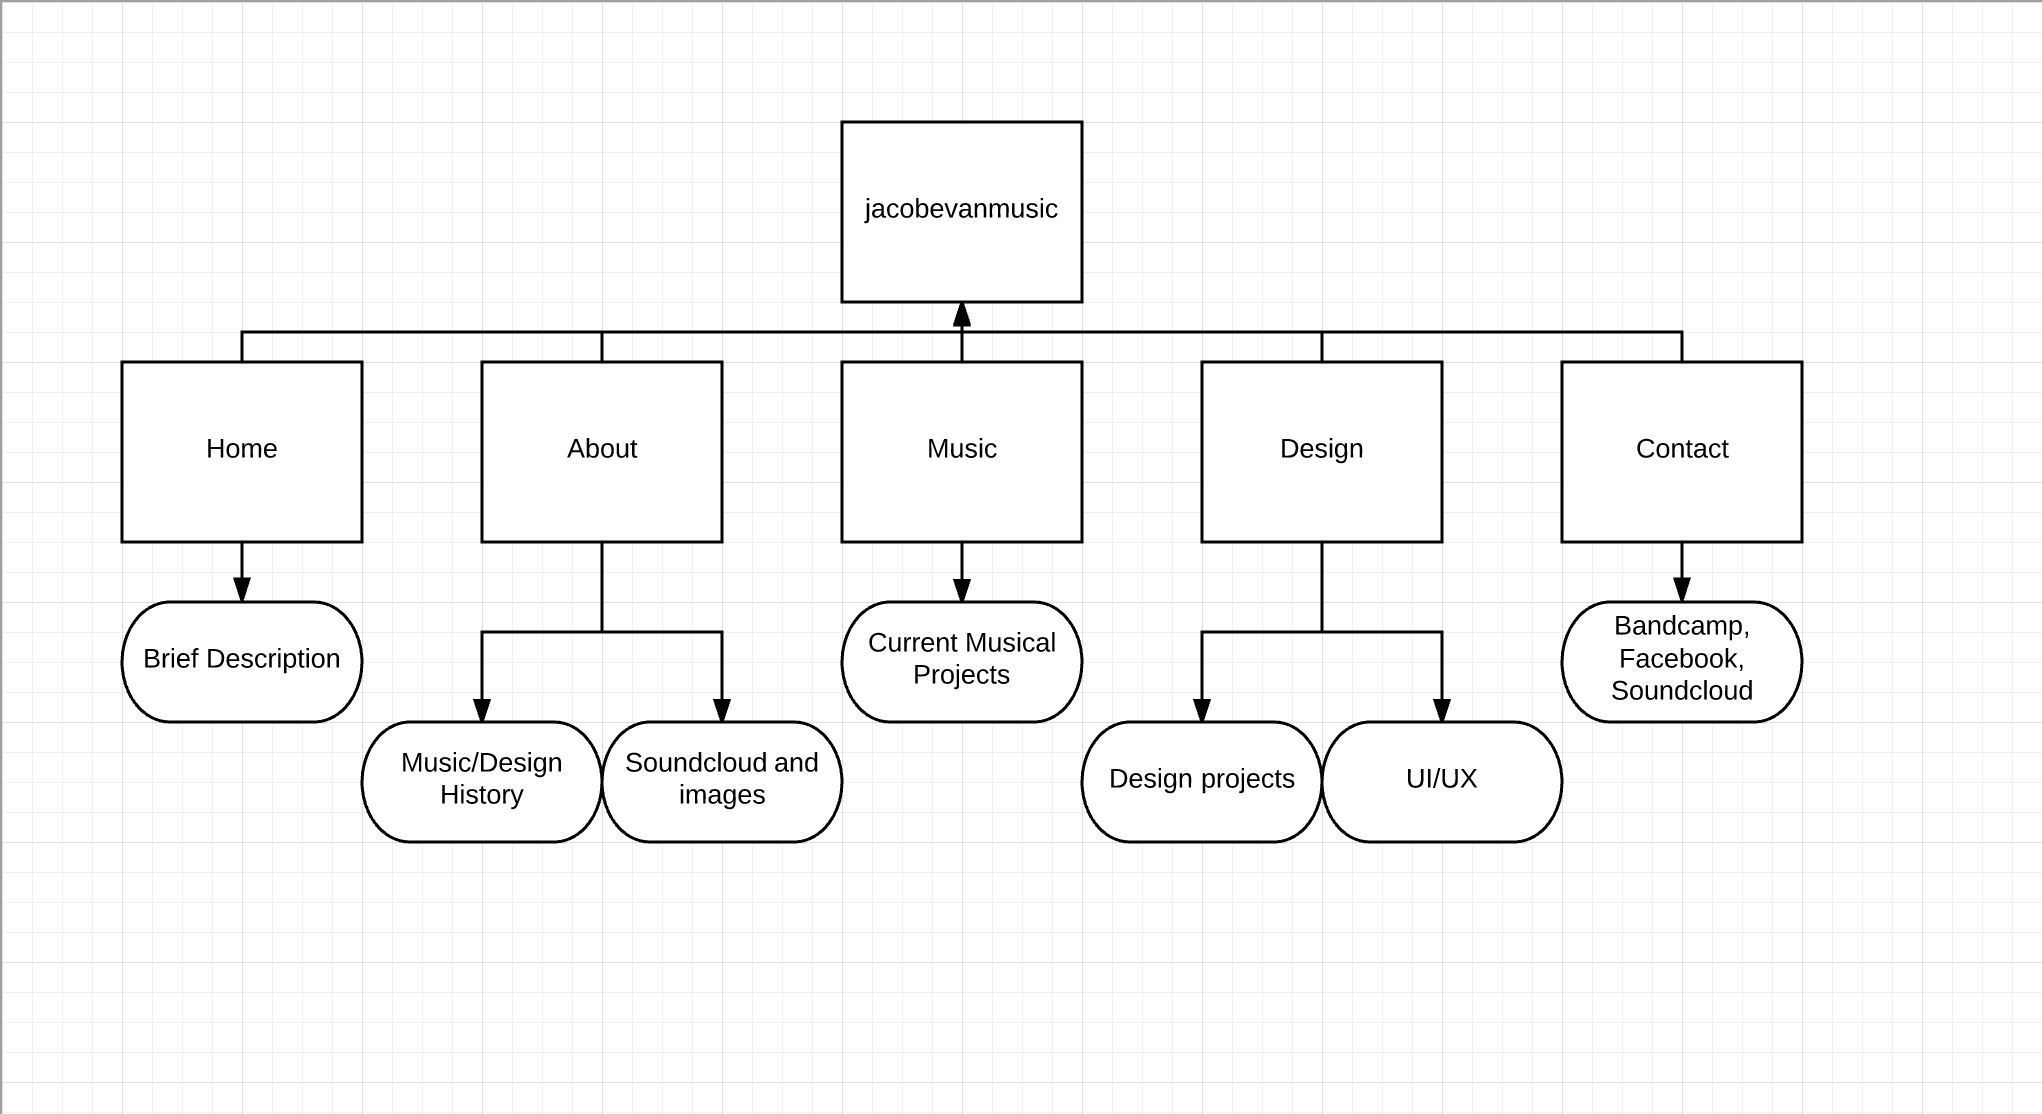 jacobevanmusic
Home
About
Music
Design
Contact
Brief Description
Current Musical
Projects
Bandcamp,
Facebook,
Soundcloud
Music/Design
History
Soundcloud and
images
Design projects
UI/UX